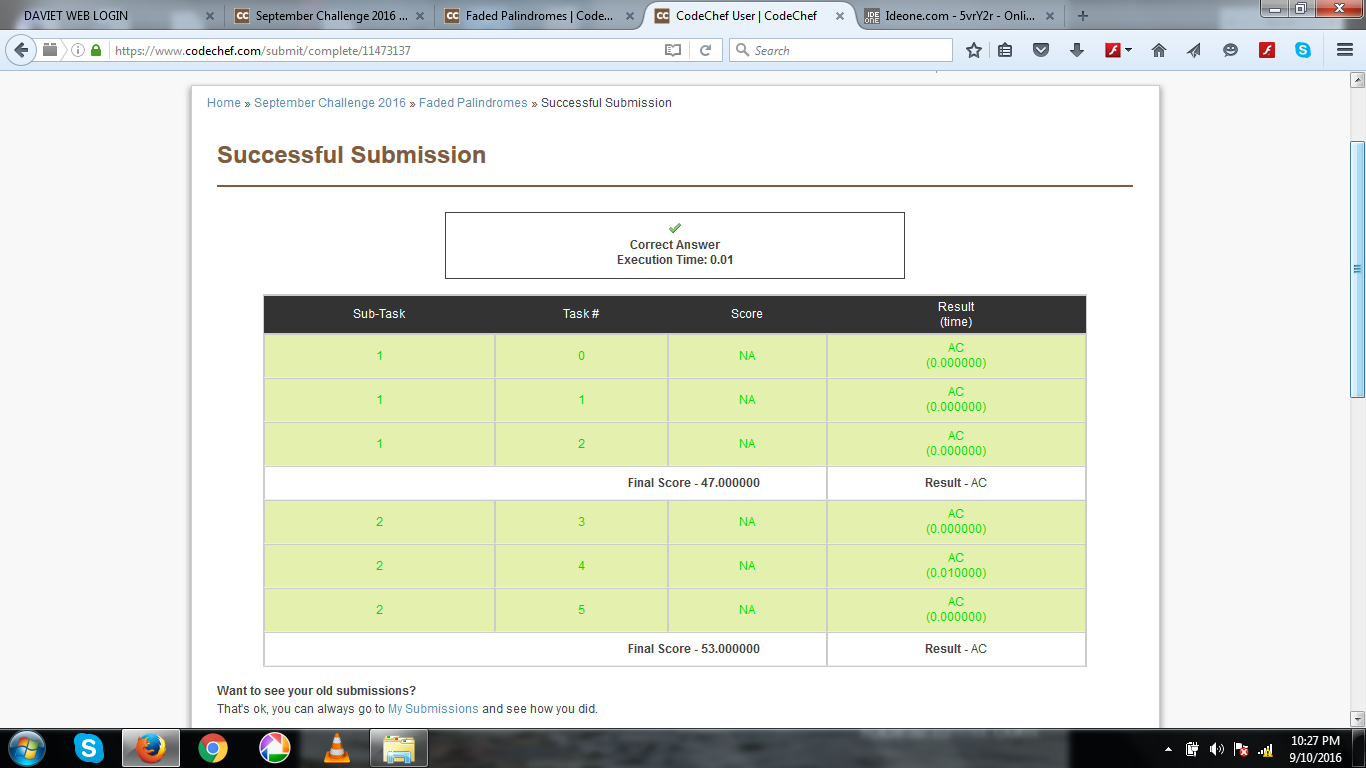 DAVIET WEB LOGIN
CC September Challenge 2016 ...
CC Faded Palindromes | Code...
CC CodeChef User | CodeChef
IDE ONE Ideone.com - 5vrY2r - Onli...
https://www.codechef.com/submit/complete/11473137
Search
Home » September Challenge 2016 » Faded Palindromes » Successful Submission
Successful Submission
Correct Answer
Execution Time: 0.01
Sub-Task Task # Score Result
(time)
1 0 NA AC
(0.000000)
1 1 NA AC
(0.000000)
1 2 NA AC
(0.000000)
Final Score - 47.000000 Result - AC
2 3 NA AC
(0.000000)
2 4 NA AC
(0.010000)
2 5 NA AC
(0.000000)
Final Score - 53.000000 Result - AC
Want to see your old submissions?
That's ok, you can always go to My Submissions and see how you did.
10:27 PM
9/10/2016